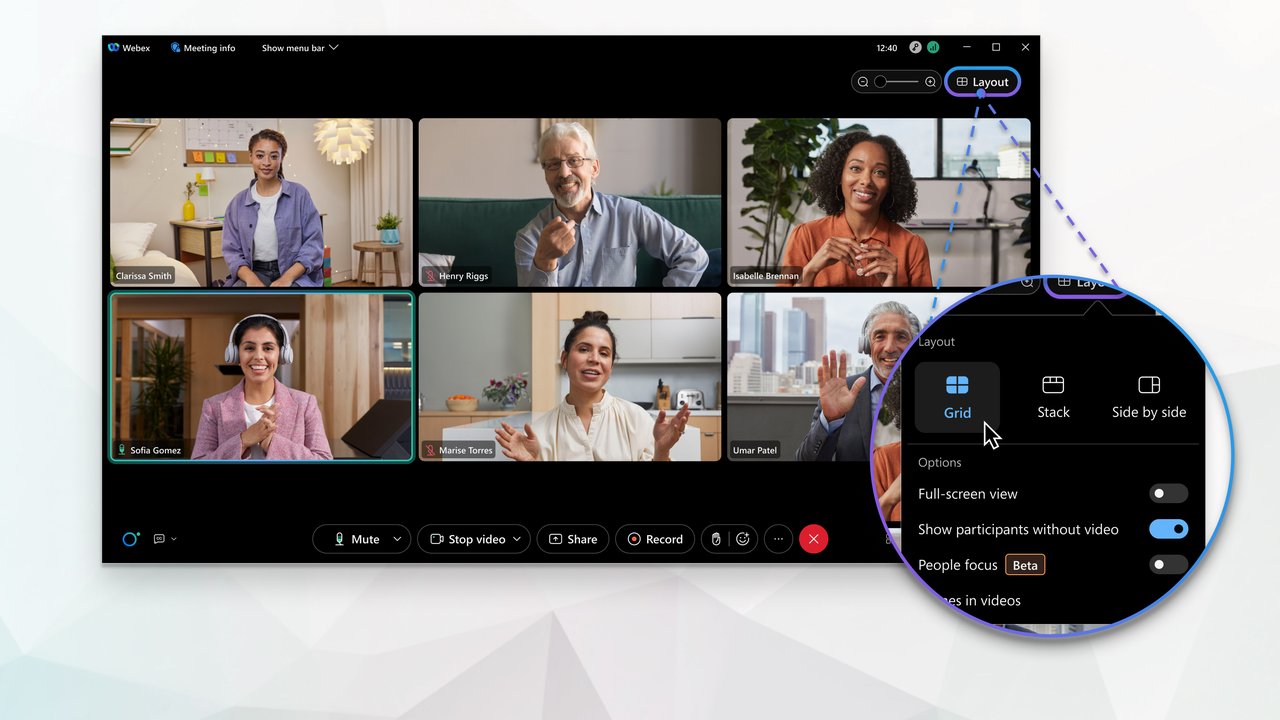 Webex Meeting info Show menu bar 12:40
Layout
Clarissa Smith
Henry Riggs
Isabelle Brennan
Sofia Gomez
Marise Torres
Umar Patel
Mute Stop video Share Record
Layout
Grid Stack Side by side
Options
Full-screen view
Show participants without video
People focus Beta
in videos